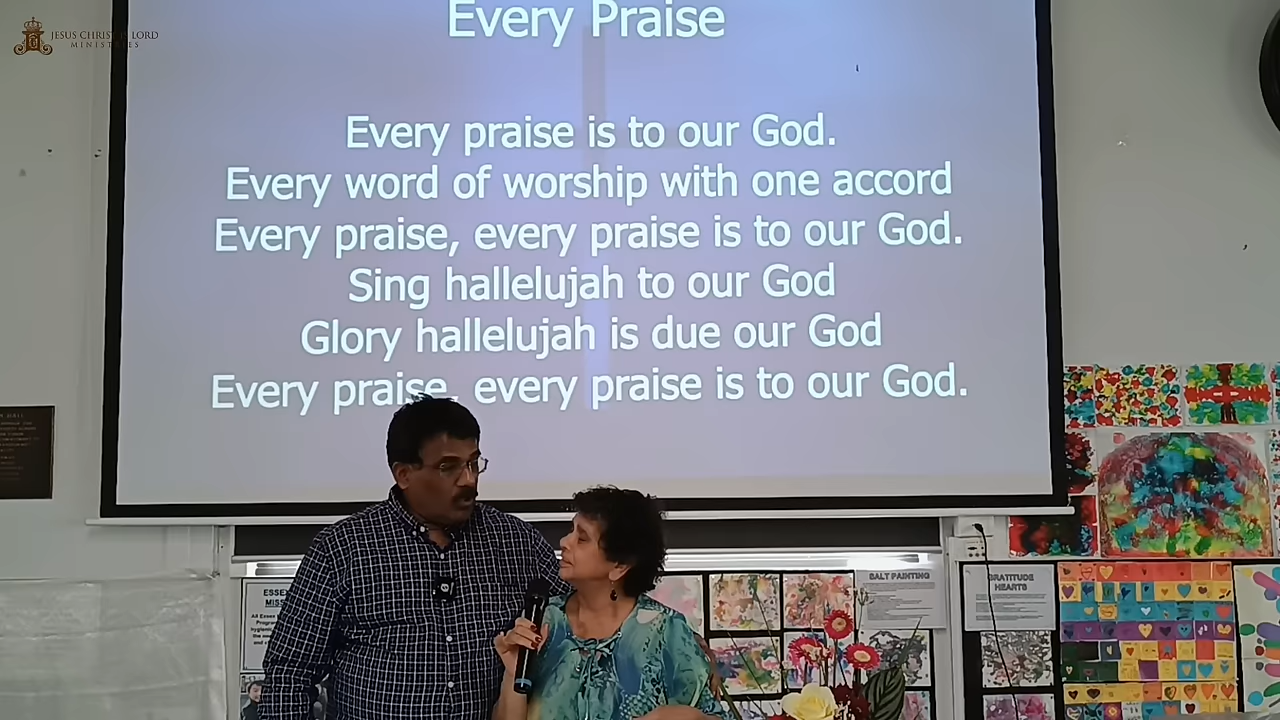 Every Praise
JESUS CHRIST IS LORD
MINISTRIES
Every praise is to our God.
Every word of worship with one accord
Every praise, every praise is to our God.
Sing hallelujah to our God
Glory hallelujah is due our God
Every praise, every praise is to our God.
SALT PAINTING
GRATITUDE
HEARTS